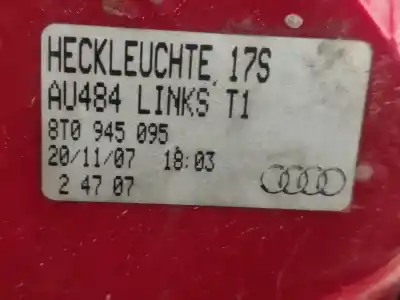 HECKLEUCHTE 17S
AU484 LINKS T1
8T0 945 095
20/11/07 18:03
2 47 07